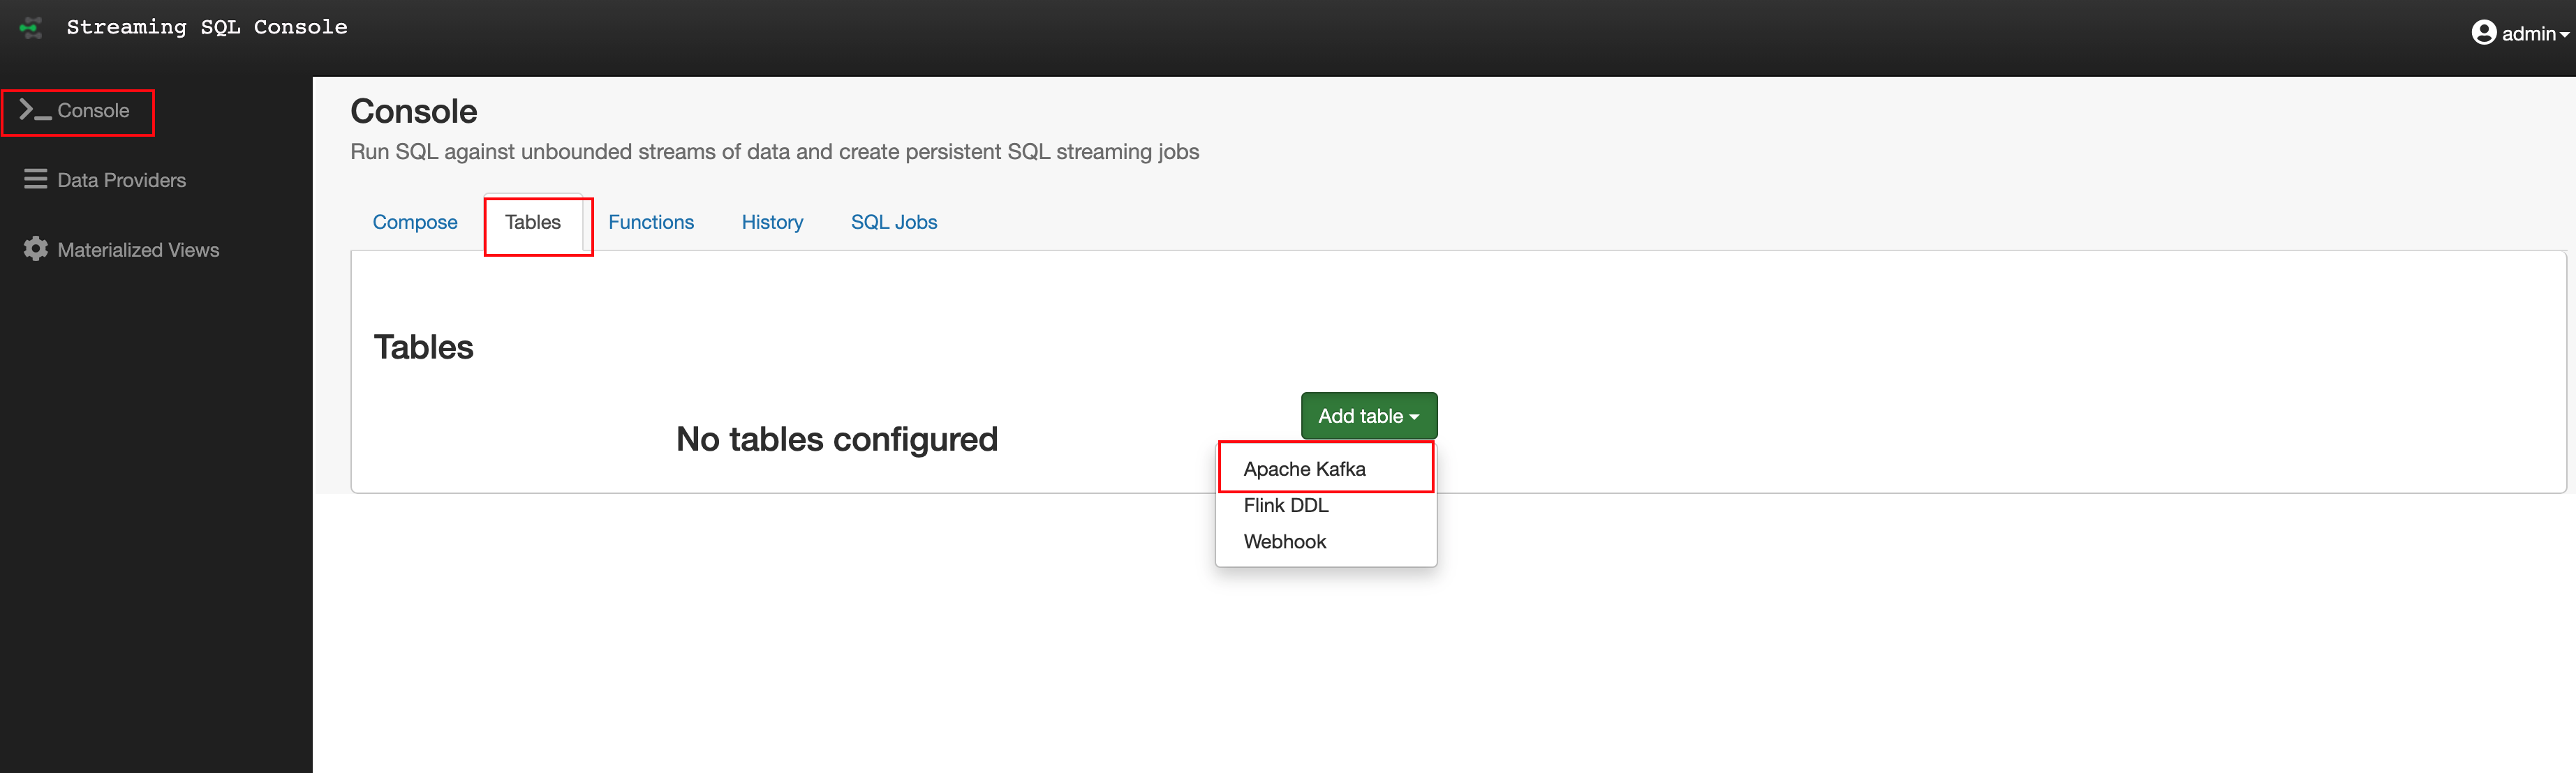 Streaming SQL Console
admin
Console
Data Providers
Materialized Views
Console
Run SQL against unbounded streams of data and create persistent SQL streaming jobs
Compose Tables Functions History SQL Jobs
Tables
Add table
No tables configured
Apache Kafka
Flink DDL
Webhook